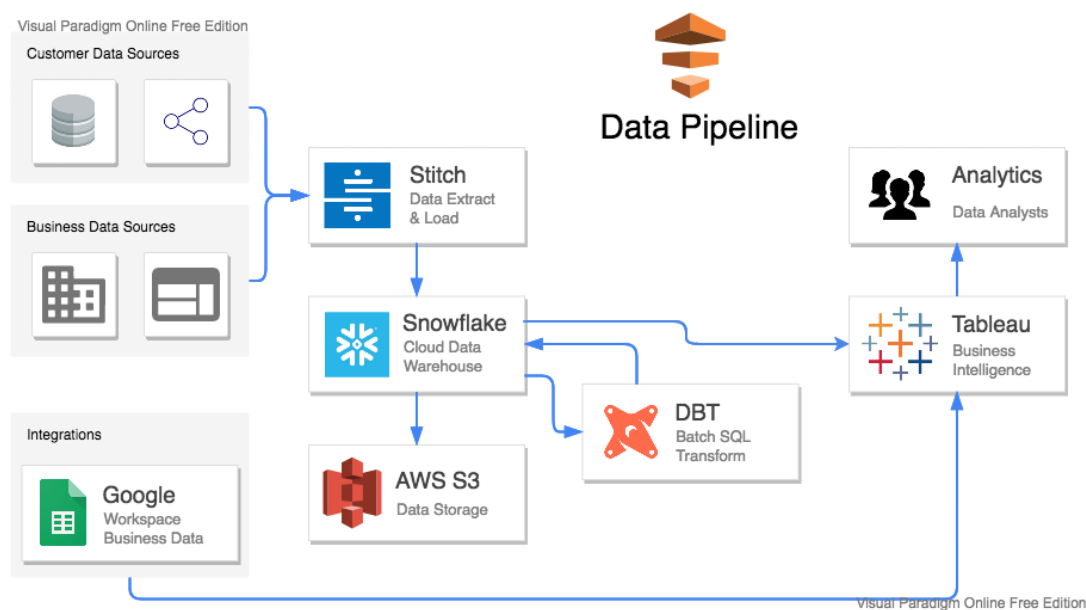 Visual Paradigm Online Free Edition
Customer Data Sources
Data Pipeline
Stitch
Data Extract
& Load
Analytics
Data Analysts
Business Data Sources
Snowflake
Cloud Data
Warehouse
Tableau
Business
Intelligence
DBT
Batch SQL
Transform
Integrations
Google
Workspace
Business Data
AWS S3
Data Storage
Visual Paradigm Online Free Edition